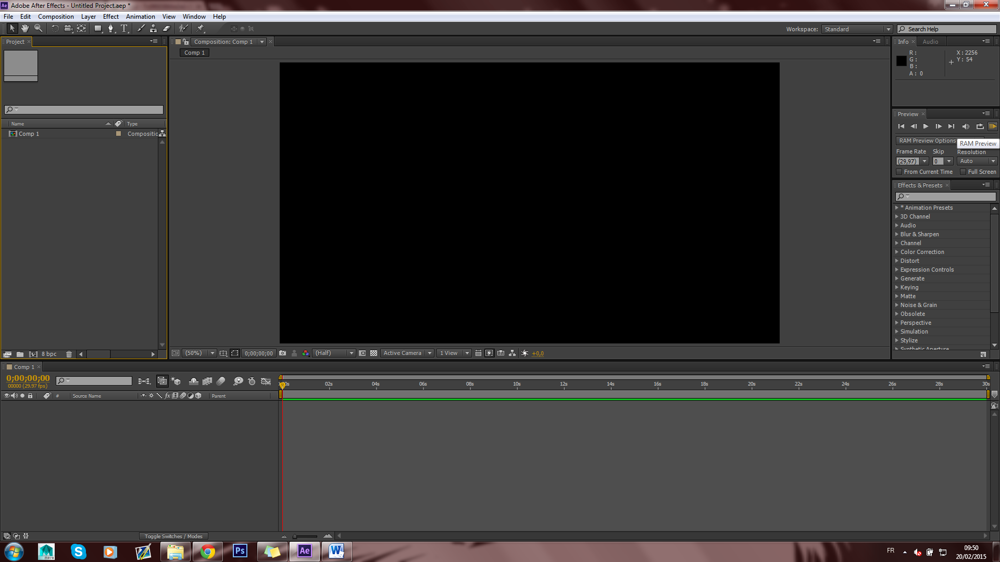 Adobe After Effects - Untitled Project.aep *
File Edit Composition Layer Effect Animation View Window Help
Workspace: Standard Search Help
Project
Composition: Comp 1
Comp 1
Info Audio
R :
G :
B :
A : 0
X : 2256
Y : 54
Name Type
Comp 1 Compositic
Preview
RAM Preview Options
RAM Preview
Frame Rate Skip Resolution
(29,97) 0 Auto
From Current Time Full Screen
Effects & Presets
* Animation Presets
3D Channel
Audio
Blur & Sharpen
Channel
Color Correction
Distort
Expression Controls
Generate
Keying
Matte
Noise & Grain
Obsolete
Perspective
Simulation
Stylize
Synthetic Aperture
8 bpc
(50%) 0;00;00;00 (Half) Active Camera 1 View +0,0
Comp 1
0;00;00;00
00000 (29.97 fps)
# Source Name fx Parent
00s 02s 04s 06s 08s 10s 12s 14s 16s 18s 20s 22s 24s 26s 28s 30s
Toggle Switches / Modes
MAYA Ps Ae W
FR
09:50
20/02/2015